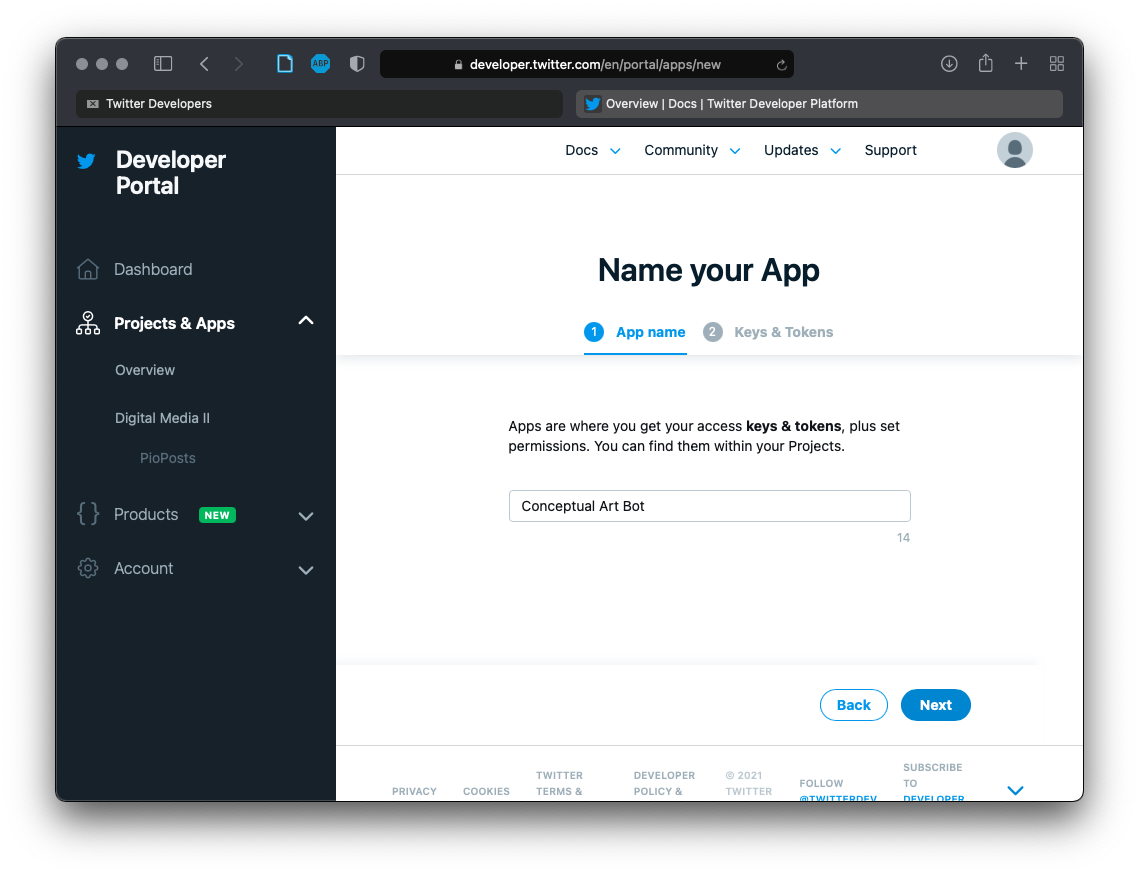 ABP
developer.twitter.com/en/portal/apps/new
Twitter Developers
Overview | Docs | Twitter Developer Platform
Developer
Portal
Docs
Community
Updates
Support
Dashboard
Projects & Apps
Overview
Digital Media II
PioPosts
{ } Products NEW
Account
Name your App
1 App name
2 Keys & Tokens
Apps are where you get your access keys & tokens, plus set
permissions. You can find them within your Projects.
Conceptual Art Bot
14
Back
Next
PRIVACY
COOKIES
TWITTER
TERMS &
DEVELOPER
POLICY &
© 2021
TWITTER
FOLLOW
@TWITTERDEV
SUBSCRIBE
TO
DEVELOPER